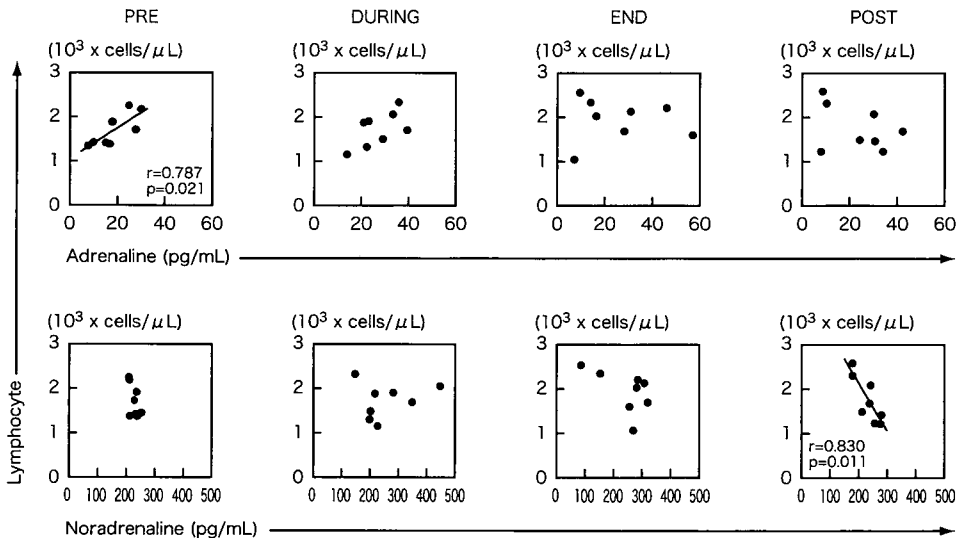 PRE DURING END POST
(10³ x cells/μL) (10³ x cells/μL) (10³ x cells/μL) (10³ x cells/μL)
3 3 3 3
2 2 2 2
1 1 1 1
r=0.787
p=0.021
0 0 0 0
0 20 40 60 0 20 40 60 0 20 40 60 0 20 40 60
Adrenaline (pg/mL)
(10³ x cells/μL) (10³ x cells/μL) (10³ x cells/μL) (10³ x cells/μL)
3 3 3 3
2 2 2 2
1 1 1 1
r=0.830
p=0.011
0 0 0 0
0 100 200 300 400 500 0 100 200 300 400 500 0 100 200 300 400 500 0 100 200 300 400 500
Noradrenaline (pg/mL)
Lymphocyte